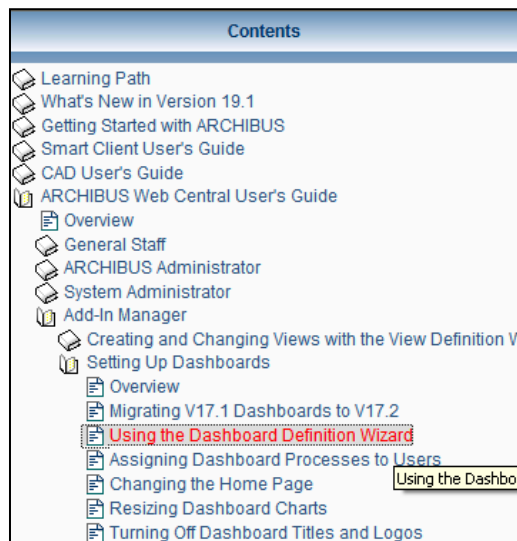 Contents
Learning Path
What's New in Version 19.1
Getting Started with ARCHIBUS
Smart Client User's Guide
CAD User's Guide
ARCHIBUS Web Central User's Guide
Overview
General Staff
ARCHIBUS Administrator
System Administrator
Add-In Manager
Creating and Changing Views with the View Definition
Setting Up Dashboards
Overview
Migrating V17.1 Dashboards to V17.2
Using the Dashboard Definition Wizard
Assigning Dashboard Processes to Users
Using the Dashbo
Changing the Home Page
Resizing Dashboard Charts
Turning Off Dashboard Titles and Logos